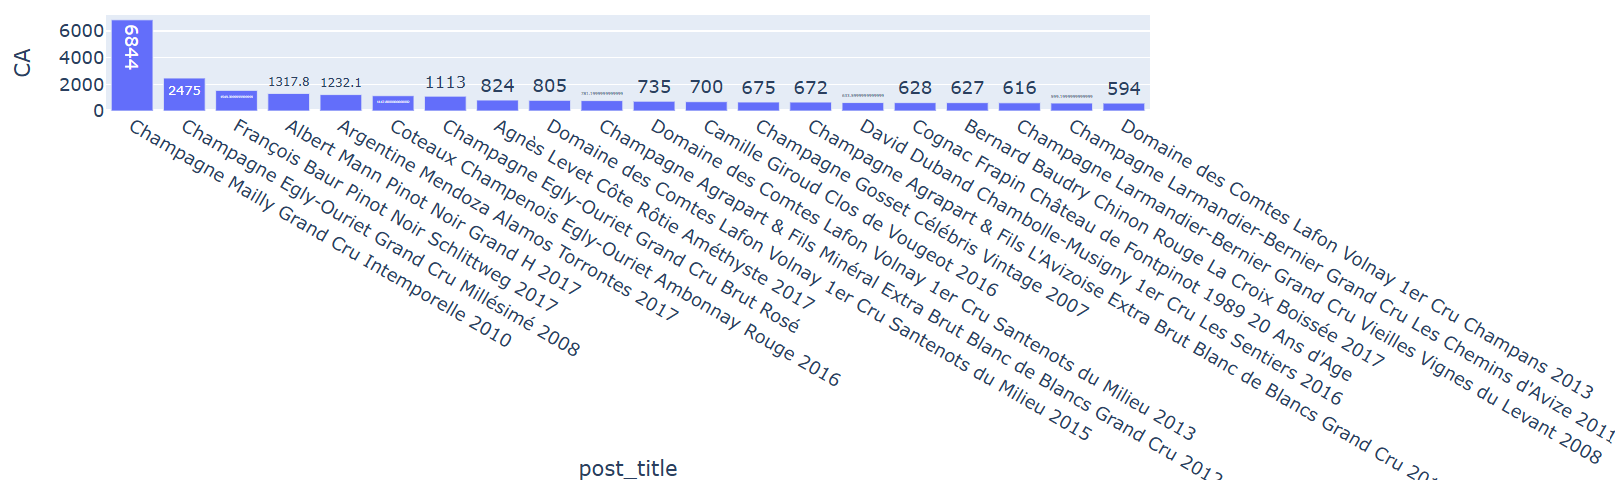 CA
6000
4000
2000
0
6844
2475
1317.8
1232.1
1113
824
805
735
700
675
672
628
627
616
594
Champagne Mailly Grand Cru Intemporelle 2010
Champagne Egly-Ouriet Grand Cru Millésimé 2008
François Baur Pinot Noir Schlittweg 2017
Albert Mann Pinot Noir Grand H 2017
Argentine Mendoza Alamos Torrontes 2017
Coteaux Champenois Egly-Ouriet Ambonnay Rouge 2016
Champagne Egly-Ouriet Grand Cru Brut Rosé
Agnès Levet Côte Rôtie Améthyste 2017
Domaine des Comtes Lafon Volnay 1er Cru Santenots du Milieu 2015
Champagne Agrapart & Fils Minéral Extra Brut Blanc de Blancs Grand Cru 2012
Domaine des Comtes Lafon Volnay 1er Cru Santenots du Milieu 2013
Camille Giroud Clos de Vougeot 2016
Champagne Gosset Célébris Vintage 2007
Champagne Agrapart & Fils L'Avizoise Extra Brut Blanc de Blancs Grand Cru
David Duband Chambolle-Musigny 1er Cru Les Sentiers 2016
Cognac Frapin Château de Fontpinot 1989 20 Ans d'Age
Bernard Baudry Chinon Rouge La Croix Boissée 2017
Champagne Larmandier-Bernier Grand Cru Vieilles Vignes du Levant 2008
Champagne Larmandier-Bernier Grand Cru Les Chemins d'Avize 2011
Domaine des Comtes Lafon Volnay 1er Cru Champans 2013
post_title